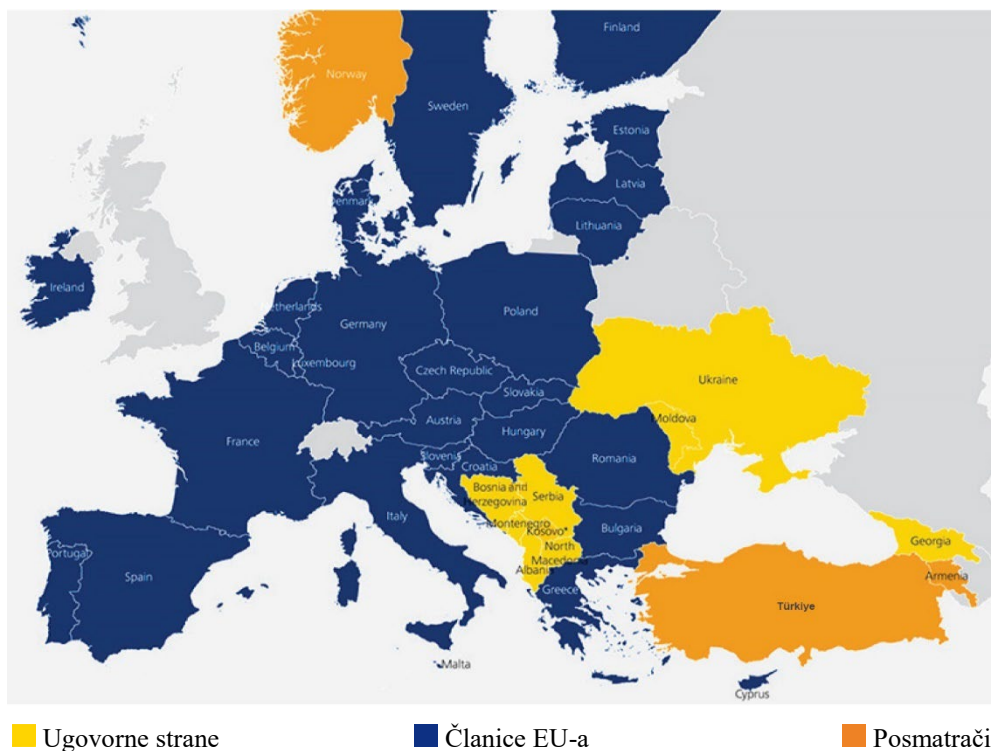 Finland
Norway
Sweden
Estonia
Latvia
Denmark
Lithuania
Ireland
Netherlands
Poland
Germany
Belgium
Luxembourg
Czech Republic
Ukraine
Slovakia
Austria
Moldova
Hungary
France
Slovenia
Romania
Croatia
Bosnia and
Herzegovina
Serbia
Italy
Montenegro
Kosovo*
Bulgaria
Georgia
North
Macedonia
Portugal
Albania
Armenia
Spain
Greece
Türkiye
Malta
Cyprus
Ugovorne strane
Članice EU-a
Posmatrači